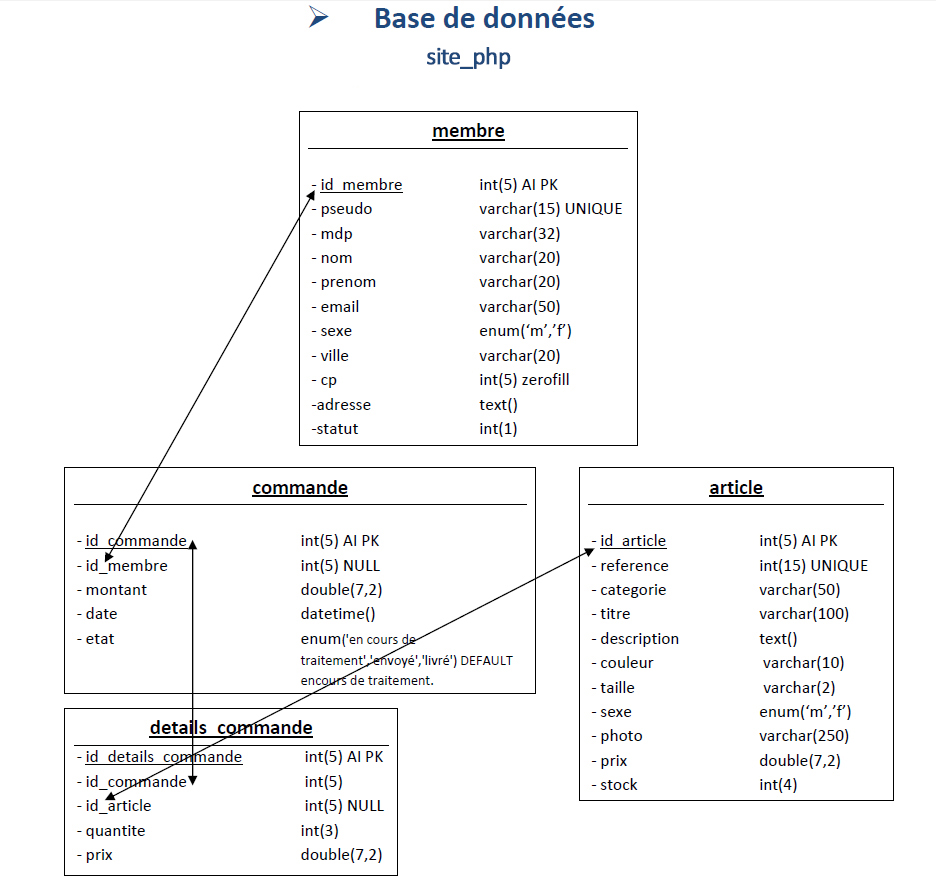 Base de données
site_php
membre
- id_membre int(5) AI PK
- pseudo varchar(15) UNIQUE
- mdp varchar(32)
- nom varchar(20)
- prenom varchar(20)
- email varchar(50)
- sexe enum(‘m’,’f’)
- ville varchar(20)
- cp int(5) zerofill
-adresse text()
-statut int(1)
commande
- id_commande int(5) AI PK
- id_membre int(5) NULL
- montant double(7,2)
- date datetime()
- etat enum('en cours de
traitement','envoyé','livré') DEFAULT
encours de traitement.
article
- id_article int(5) AI PK
- reference int(15) UNIQUE
- categorie varchar(50)
- titre varchar(100)
- description text()
- couleur varchar(10)
- taille varchar(2)
- sexe enum(‘m’,’f’)
- photo varchar(250)
- prix double(7,2)
- stock int(4)
details_commande
- id_details_commande int(5) AI PK
- id_commande int(5)
- id_article int(5) NULL
- quantite int(3)
- prix double(7,2)